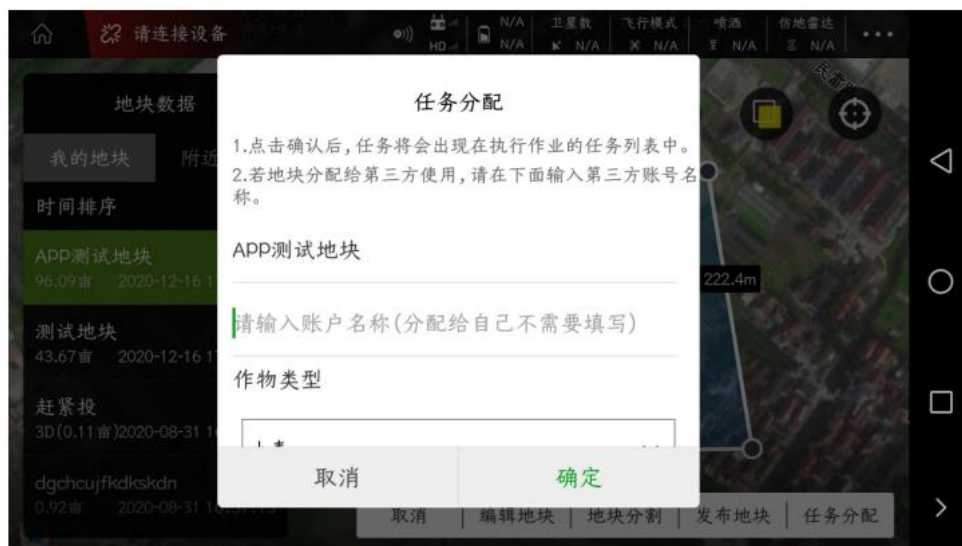 请连接设备
HD
N/A
N/A
卫星数
N/A
飞行模式
N/A
喷洒
N/A
仿地雷达
N/A
地块数据
我的地块 附近
时间排序
APP测试地块
96.09亩 2020-12-16 1
测试地块
43.67亩 2020-12-16 1
赶紧投
3D(0.11亩)2020-08-31 1
dgchcujfkdkskdn
0.92亩 2020-08-31
任务分配
1.点击确认后,任务将会出现在执行作业的任务列表中。
2.若地块分配给第三方使用,请在下面输入第三方账号名
称。
APP测试地块
请输入账户名称(分配给自己不需要填写)
作物类型
取消 确定
222.4m
取消 编辑地块 地块分割 发布地块 任务分配